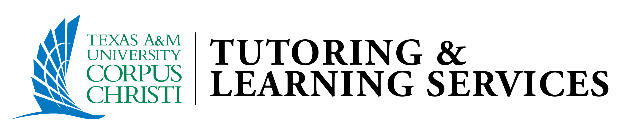 TEXAS A&M
UNIVERSITY
CORPUS
CHRISTI
TUTORING &
LEARNING SERVICES